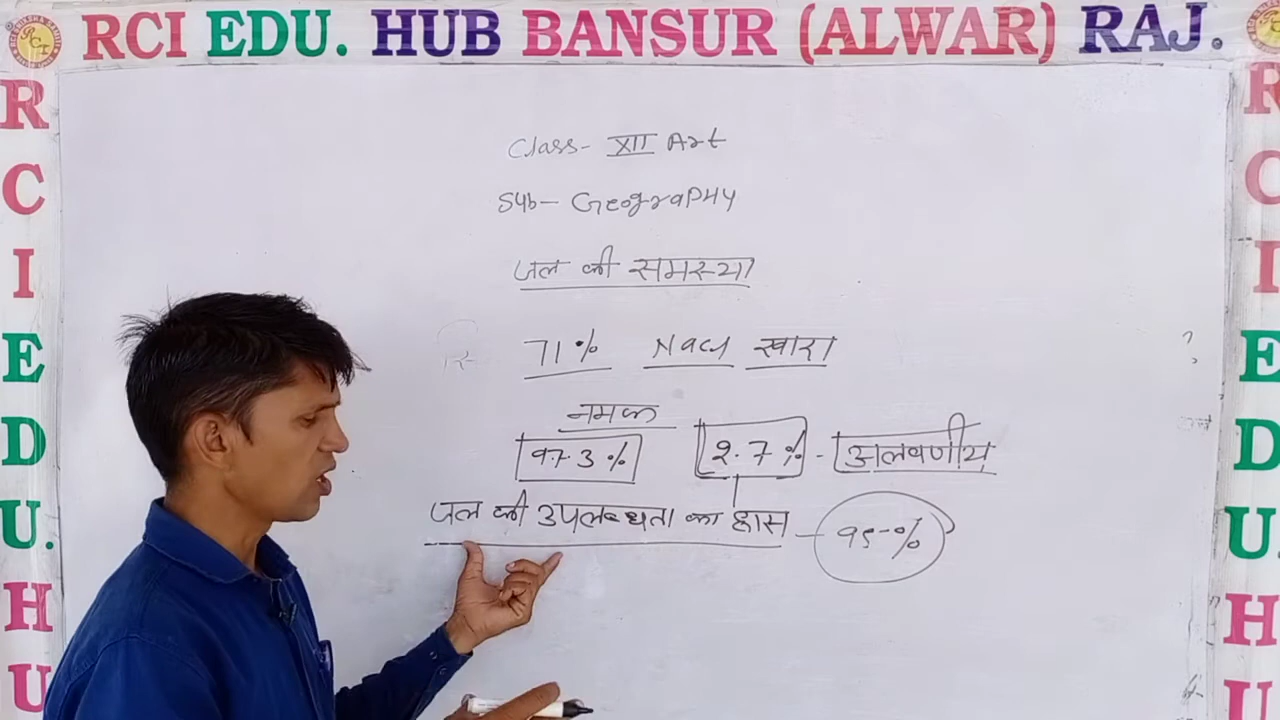 RCI EDU. HUB BANSUR (ALWAR) RAJ.
R
C
I
E
D
U.
H
U
Class- XII Art
Sub- GeograPHY
जल की समस्या
71% Nacl खारा
नमक
97.3% 2.7% - अलवणीय
जल की उपलब्धता का ह्रास -
R
C
I
E
D
U.
H
U